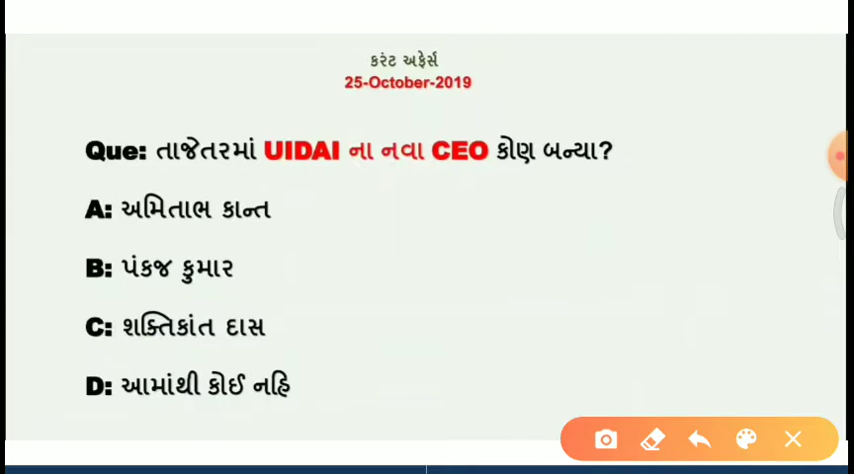 કરંટ અફેર્સ
25-October-2019
Que: તાજેતરમાં UIDAI ના નવા CEO કોણ બન્યા?
A: અમિતાભ કાન્ત
B: પંકજ કુમાર
C: શક્તિકાંત દાસ
D: આમાંથી કોઈ નહિ